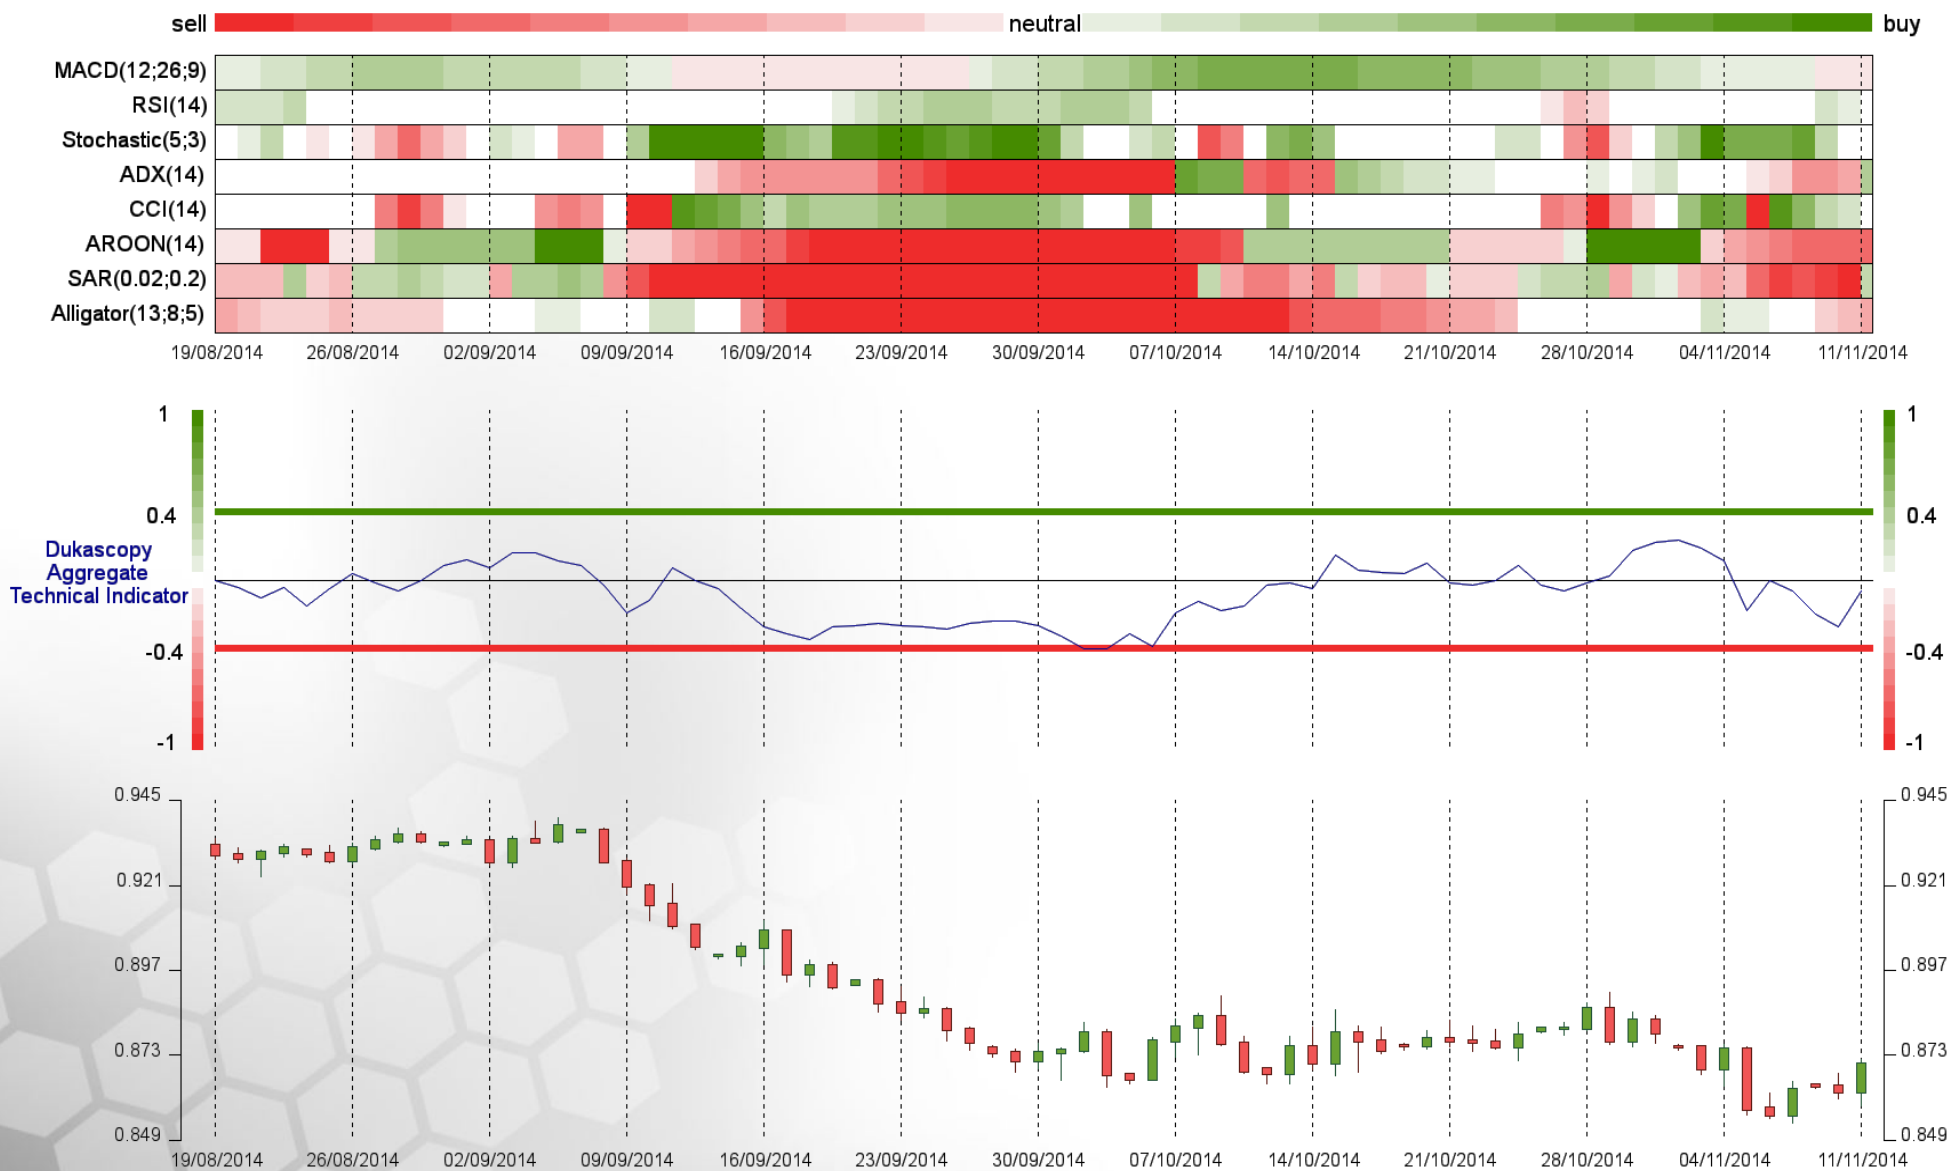 sell neutral buy
MACD(12;26;9)
RSI(14)
Stochastic(5;3)
ADX(14)
CCI(14)
AROON(14)
SAR(0.02;0.2)
Alligator(13;8;5)
19/08/2014 26/08/2014 02/09/2014 09/09/2014 16/09/2014 23/09/2014 30/09/2014 07/10/2014 14/10/2014 21/10/2014 28/10/2014 04/11/2014 11/11/2014
1 1
0.4 0.4
Dukascopy
Aggregate
Technical Indicator
-0.4 -0.4
-1 -1
0.945 0.945
0.921 0.921
0.897 0.897
0.873 0.873
0.849 0.849
19/08/2014 26/08/2014 02/09/2014 09/09/2014 16/09/2014 23/09/2014 30/09/2014 07/10/2014 14/10/2014 21/10/2014 28/10/2014 04/11/2014 11/11/2014